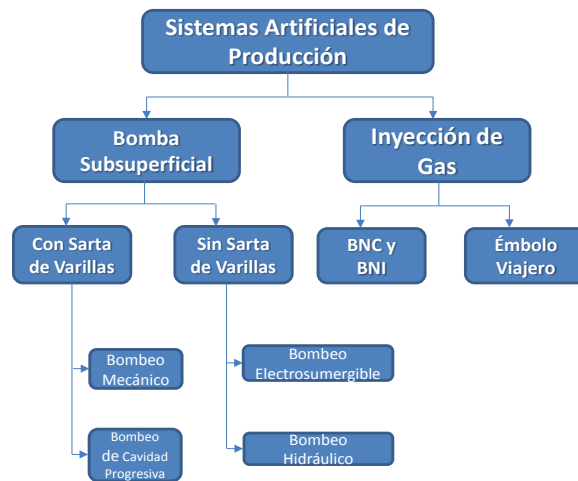 Sistemas Artificiales de
Producción
Bomba
Subsuperficial
Inyección de
Gas
Con Sarta
de Varillas
Sin Sarta
de Varillas
BNC y
BNI
Émbolo
Viajero
Bombeo
Mecánico
Bombeo
de Cavidad
Progresiva
Bombeo
Electrosumergible
Bombeo
Hidráulico